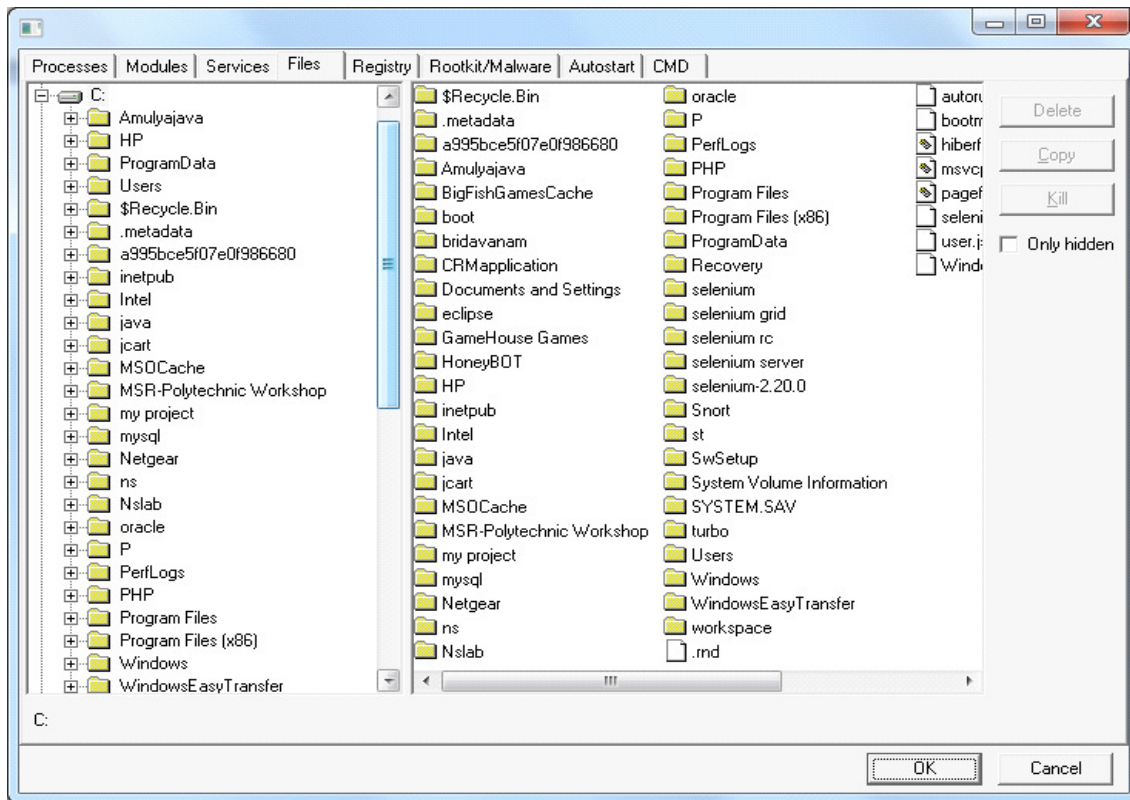 Processes Modules Services Files Registry Rootkit/Malware Autostart CMD
C:
Amulyajava
HP
ProgramData
Users
$Recycle.Bin
.metadata
a995bce5f07e0f986680
inetpub
Intel
java
jcart
MSOCache
MSR-Polytechnic Workshop
my project
mysql
Netgear
ns
Nslab
oracle
P
PerfLogs
PHP
Program Files
Program Files (x86)
Windows
WindowsEasyTransfer
$Recycle.Bin
.metadata
a995bce5f07e0f986680
Amulyajava
BigFishGamesCache
boot
bridavanam
CRMapplication
Documents and Settings
eclipse
GameHouse Games
HoneyBOT
HP
inetpub
Intel
java
jcart
MSOCache
MSR-Polytechnic Workshop
my project
mysql
Netgear
ns
Nslab
oracle
P
PerfLogs
PHP
Program Files
Program Files (x86)
ProgramData
Recovery
selenium
selenium grid
selenium rc
selenium server
selenium-2.20.0
Snort
st
SwSetup
System Volume Information
SYSTEM.SAV
turbo
Users
Windows
WindowsEasyTransfer
workspace
.rnd
Delete
Copy
Kill
Only hidden
C:
OK Cancel